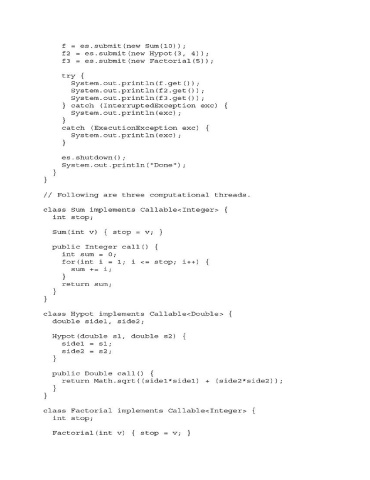 f = es.submit(new Sum(10));
f2 = es.submit(new Hypot(3, 4));
f3 = es.submit(new Factorial(5));
try {
System.out.println(f.get());
System.out.println(f2.get());
System.out.println(f3.get());
} catch (InterruptedException exc) {
System.out.println(exc);
}
catch (ExecutionException exc) {
System.out.println(exc);
}
es.shutdown();
System.out.println("Done");
}
}
// Following are three computational threads.
class Sum implements Callable<Integer> {
int stop;
Sum(int v) { stop = v; }
public Integer call() {
int sum = 0;
for(int i = 1; i <= stop; i++) {
sum += i;
}
return sum;
}
}
class Hypot implements Callable<Double> {
double side1, side2;
Hypot(double s1, double s2) {
side1 = s1;
side2 = s2;
}
public Double call() {
return Math.sqrt((side1*side1) + (side2*side2));
}
}
class Factorial implements Callable<Integer> {
int stop;
Factorial(int v) { stop = v; }